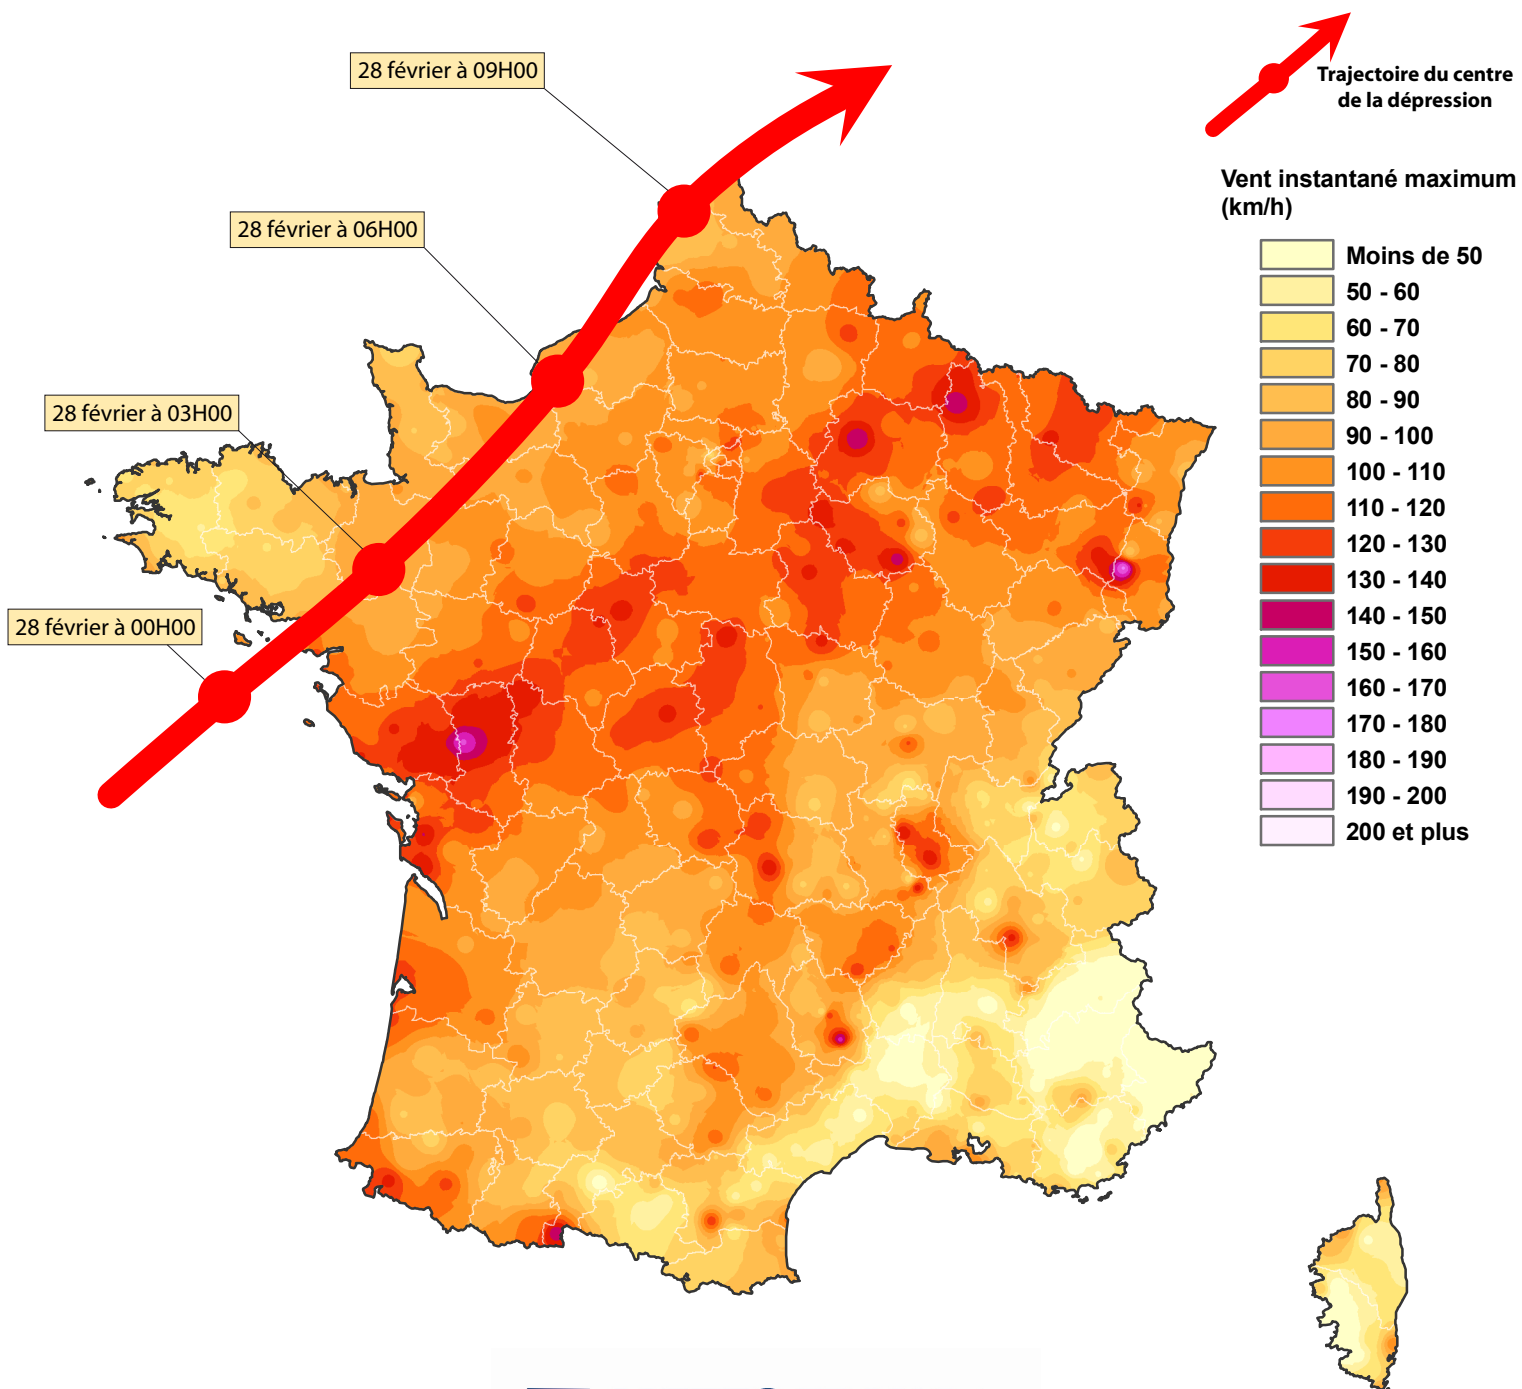 28 février à 09H00
Trajectoire du centre
de la dépression
Vent instantané maximum
(km/h)
28 février à 06H00
Moins de 50
50 - 60
60 - 70
70 - 80
28 février à 03H00
80 - 90
90 - 100
100 - 110
110 - 120
120 - 130
130 - 140
28 février à 00H00
140 - 150
150 - 160
160 - 170
170 - 180
180 - 190
190 - 200
200 et plus